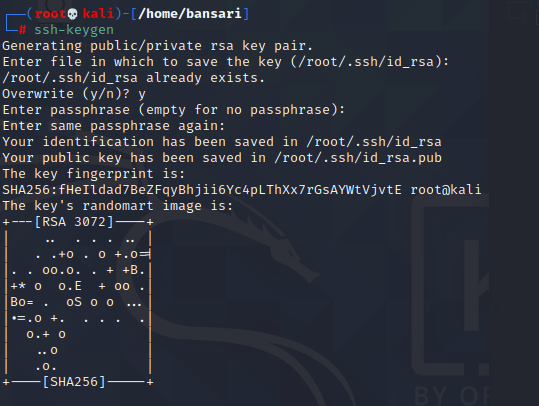 ┌──(root💀kali)-[/home/bansari]
└─# ssh-keygen
Generating public/private rsa key pair.
Enter file in which to save the key (/root/.ssh/id_rsa):
/root/.ssh/id_rsa already exists.
Overwrite (y/n)? y
Enter passphrase (empty for no passphrase):
Enter same passphrase again:
Your identification has been saved in /root/.ssh/id_rsa
Your public key has been saved in /root/.ssh/id_rsa.pub
The key fingerprint is:
SHA256:fHeIldad7BeZFqyBhjii6Yc4pLThXx7rGsAYWtVjvtE root@kali
The key's randomart image is:
+---[RSA 3072]----+
|    ..  . . . .. |
|   . .+o . o +.o=|
|. . oo.o. . + +B.|
|+* o  o.E  + oo .|
|Bo= .  oS o o ...|
|*=.o +.  . . .  .|
|  o.+ o          |
|   ..o           |
|   .o.           |
+----[SHA256]-----+